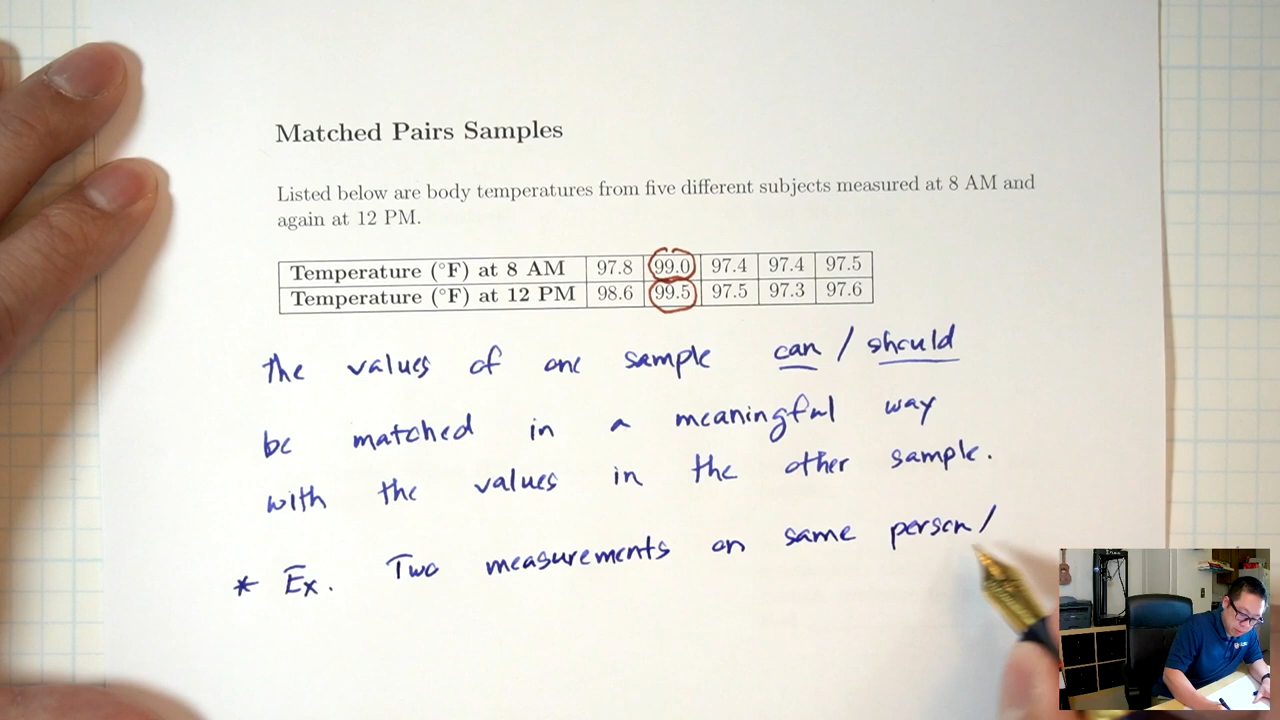 Matched Pairs Samples
Listed below are body temperatures from five different subjects measured at 8 AM and
again at 12 PM.
Temperature (°F) at 8 AM 97.8 99.0 97.4 97.4 97.5
Temperature (°F) at 12 PM 98.6 99.5 97.5 97.3 97.6
the values of one sample can / should
be matched in a meaningful way
with the values in the other sample.
* Ex. Two measurements on same person/